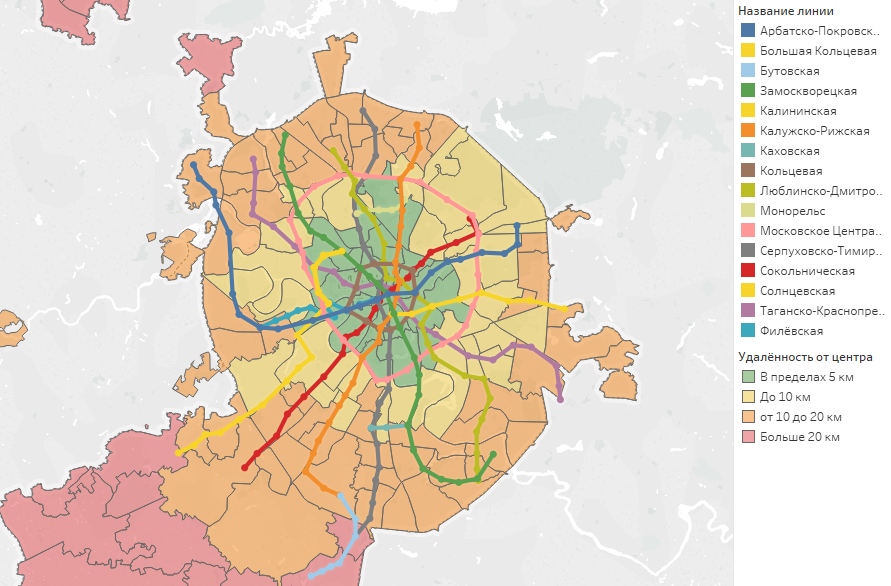 Название линии
Арбатско-Покровск..
Большая Кольцевая
Бутовская
Замоскворецкая
Калининская
Калужско-Рижская
Каховская
Кольцевая
Люблинско-Дмитро..
Монорельс
Московское Центра..
Серпуховско-Тимир..
Сокольническая
Солнцевская
Таганско-Краснопре..
Филёвская
Удалённость от центра
В пределах 5 км
До 10 км
от 10 до 20 км
Больше 20 км